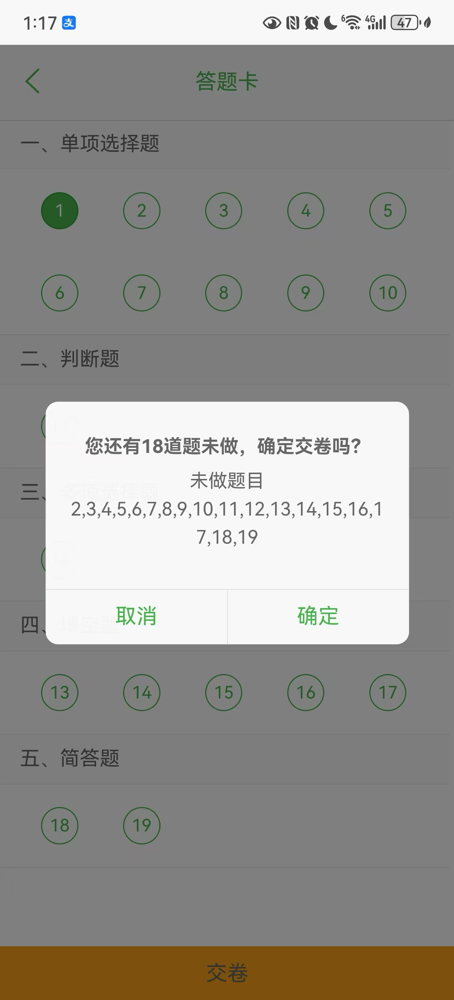 1:17 支 6 4G 47
答题卡
一、单项选择题
1 2 3 4 5
6 7 8 9 10
二、判断题
您还有18道题未做，确定交卷吗?
未做题目
2,3,4,5,6,7,8,9,10,11,12,13,14,15,16,1
7,18,19
三、多项选择题
取消 确定
四、填空题
13 14 15 16 17
五、简答题
18 19
交卷